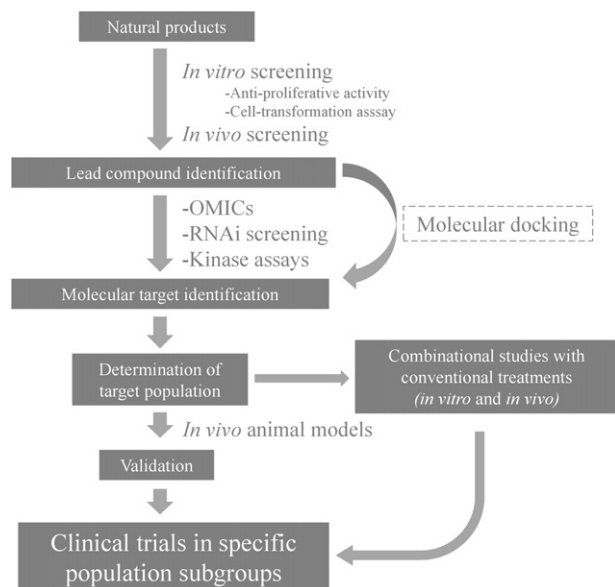 Natural products
In vitro screening
-Anti-proliferative activity
-Cell-transformation asssay
In vivo screening
Lead compound identification
-OMICs
-RNAi screening
-Kinase assays
Molecular docking
Molecular target identification
Determination of
target population
Combinational studies with
conventional treatments
(in vitro and in vivo)
In vivo animal models
Validation
Clinical trials in specific
population subgroups